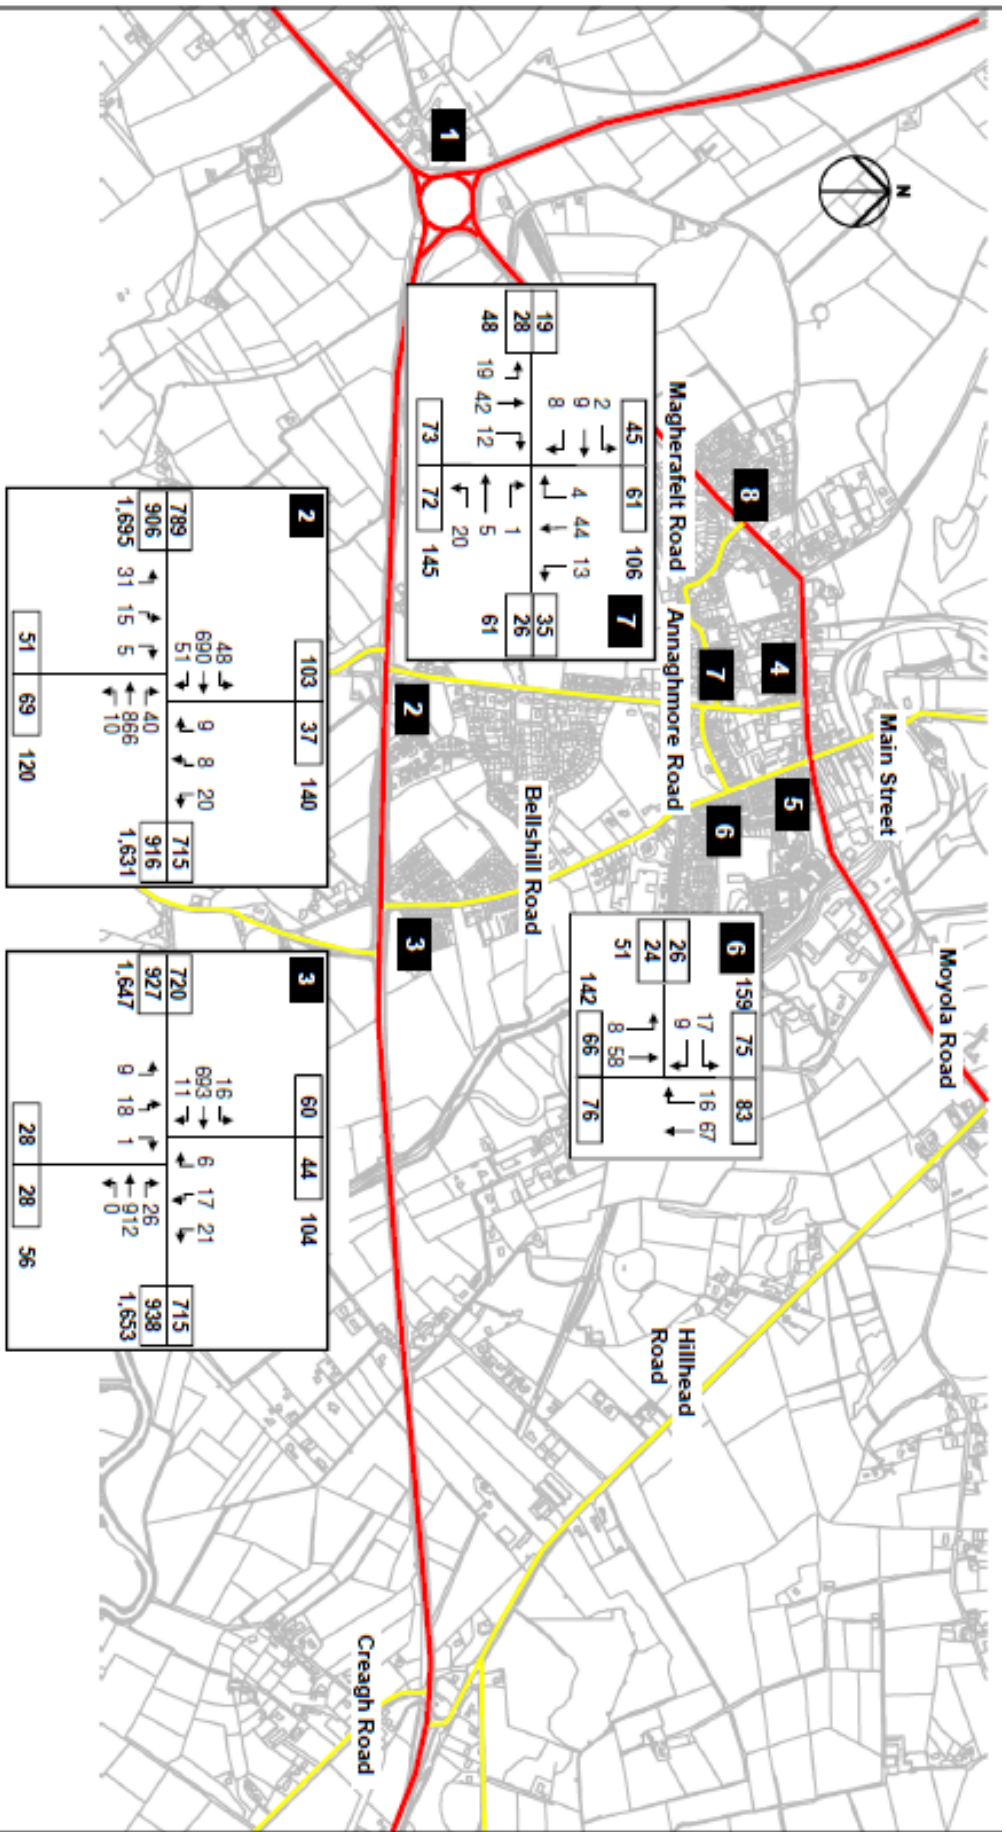 N
Main Street
Moyola Road
1
8
4
5
7
6
Magherafelt Road
Annaghmore Road
Bellshill Road
Hillhead
Road
2
3
Creagh Road
6
159 75 83
17
9
16 67
26
24
51
8 58
142 66 76
7
45 61 106
2
9
8
4 44 13
19 35
28 26
48 61
19 42 12
1
5
20
73 72 145
2
103 37 140
48
690
51
9 8 20
789 715
906 916
1,695 1,631
31 15 5
40
866
10
51 69 120
3
60 44 104
16
693
11
6 17 21
720 715
927 938
1,647 1,653
9 18 1
26
912
0
28 28 56